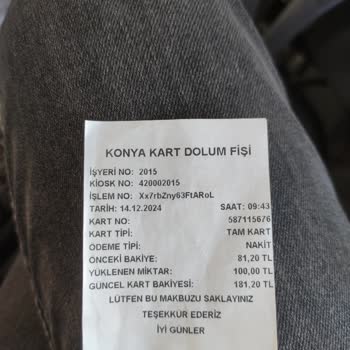 KONYA KART DOLUM FİŞİ
İŞYERİ NO: 2015
KIOSK NO: 420002015
İŞLEM NO: Xx7rbZny63FtARoL
TARİH: 14.12.2024 SAAT: 09:43
KART NO: 587115676
KART TİPİ: TAM KART
ÖDEME TİPİ: NAKİT
ÖNCEKİ BAKİYE: 81,20 TL
YÜKLENEN MİKTAR: 100,00 TL
GÜNCEL KART BAKİYESİ: 181,20 TL
LÜTFEN BU MAKBUZU SAKLAYINIZ
TEŞEKKÜR EDERİZ
İYİ GÜNLER